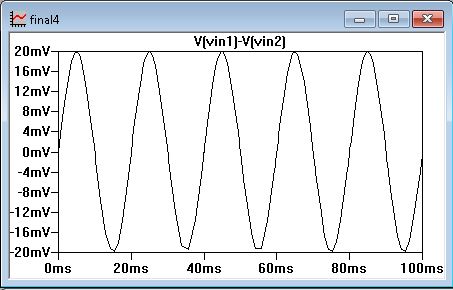 final4
V(vin1)-V(vin2)
20mV
16mV
12mV
8mV
4mV
0mV
-4mV
-8mV
-12mV
-16mV
-20mV
0ms 20ms 40ms 60ms 80ms 100ms